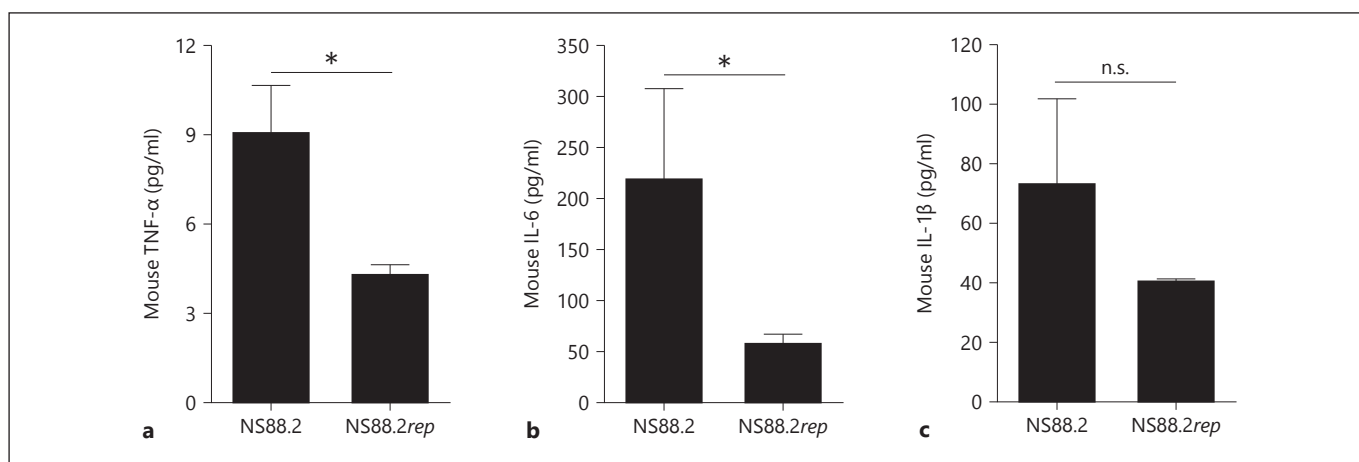 Mouse TNF-α (pg/ml)
12
9
6
3
0
*
NS88.2
NS88.2rep
a
Mouse IL-6 (pg/ml)
350
300
250
200
150
100
50
0
*
NS88.2
NS88.2rep
b
Mouse IL-1β (pg/ml)
120
100
80
60
40
20
0
n.s.
NS88.2
NS88.2rep
c